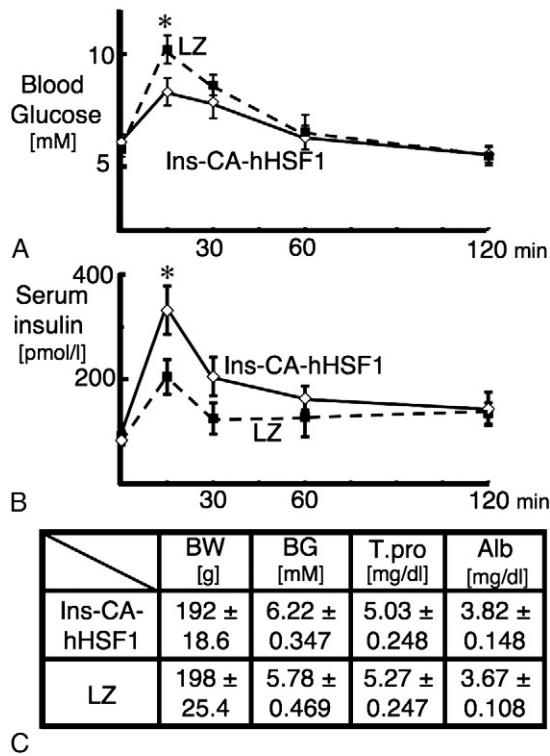 *
10
LZ
Blood
Glucose
[mM]
5
Ins-CA-hHSF1
A
30
60
120 min
400
*
Serum
insulin
[pmol/l]
200
Ins-CA-hHSF1
LZ
B
30
60
120 min
BW
[g]
BG
[mM]
T.pro
[mg/dl]
Alb
[mg/dl]
Ins-CA-
hHSF1
192 ±
18.6
6.22 ±
0.347
5.03 ±
0.248
3.82 ±
0.148
LZ
198 ±
25.4
5.78 ±
0.469
5.27 ±
0.247
3.67 ±
0.108
C